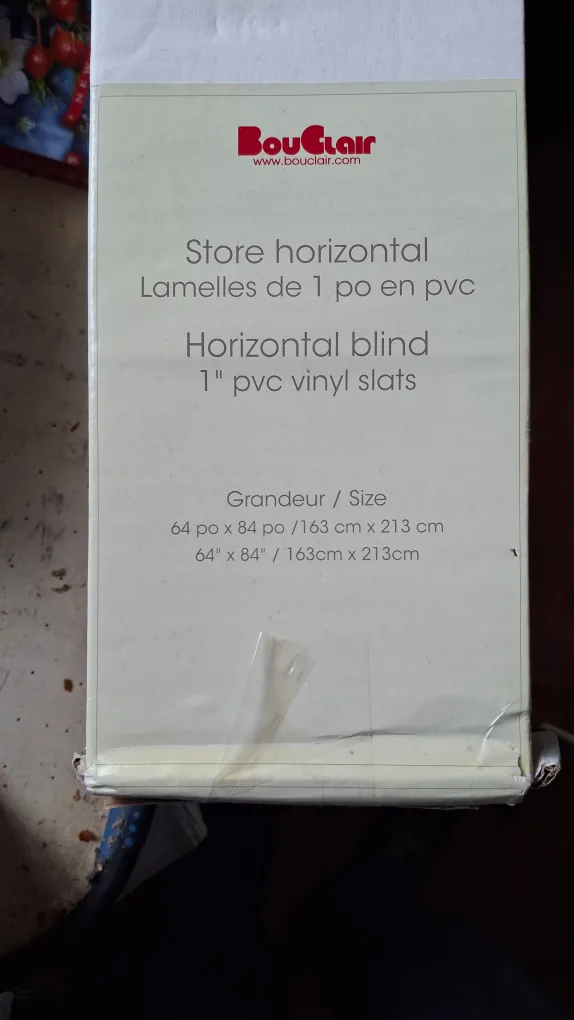 BouClair
www.bouclair.com
Store horizontal
Lamelles de 1 po en pvc
Horizontal blind
1" pvc vinyl slats
Grandeur / Size
64 po x 84 po /163 cm x 213 cm
64" x 84" / 163cm x 213cm